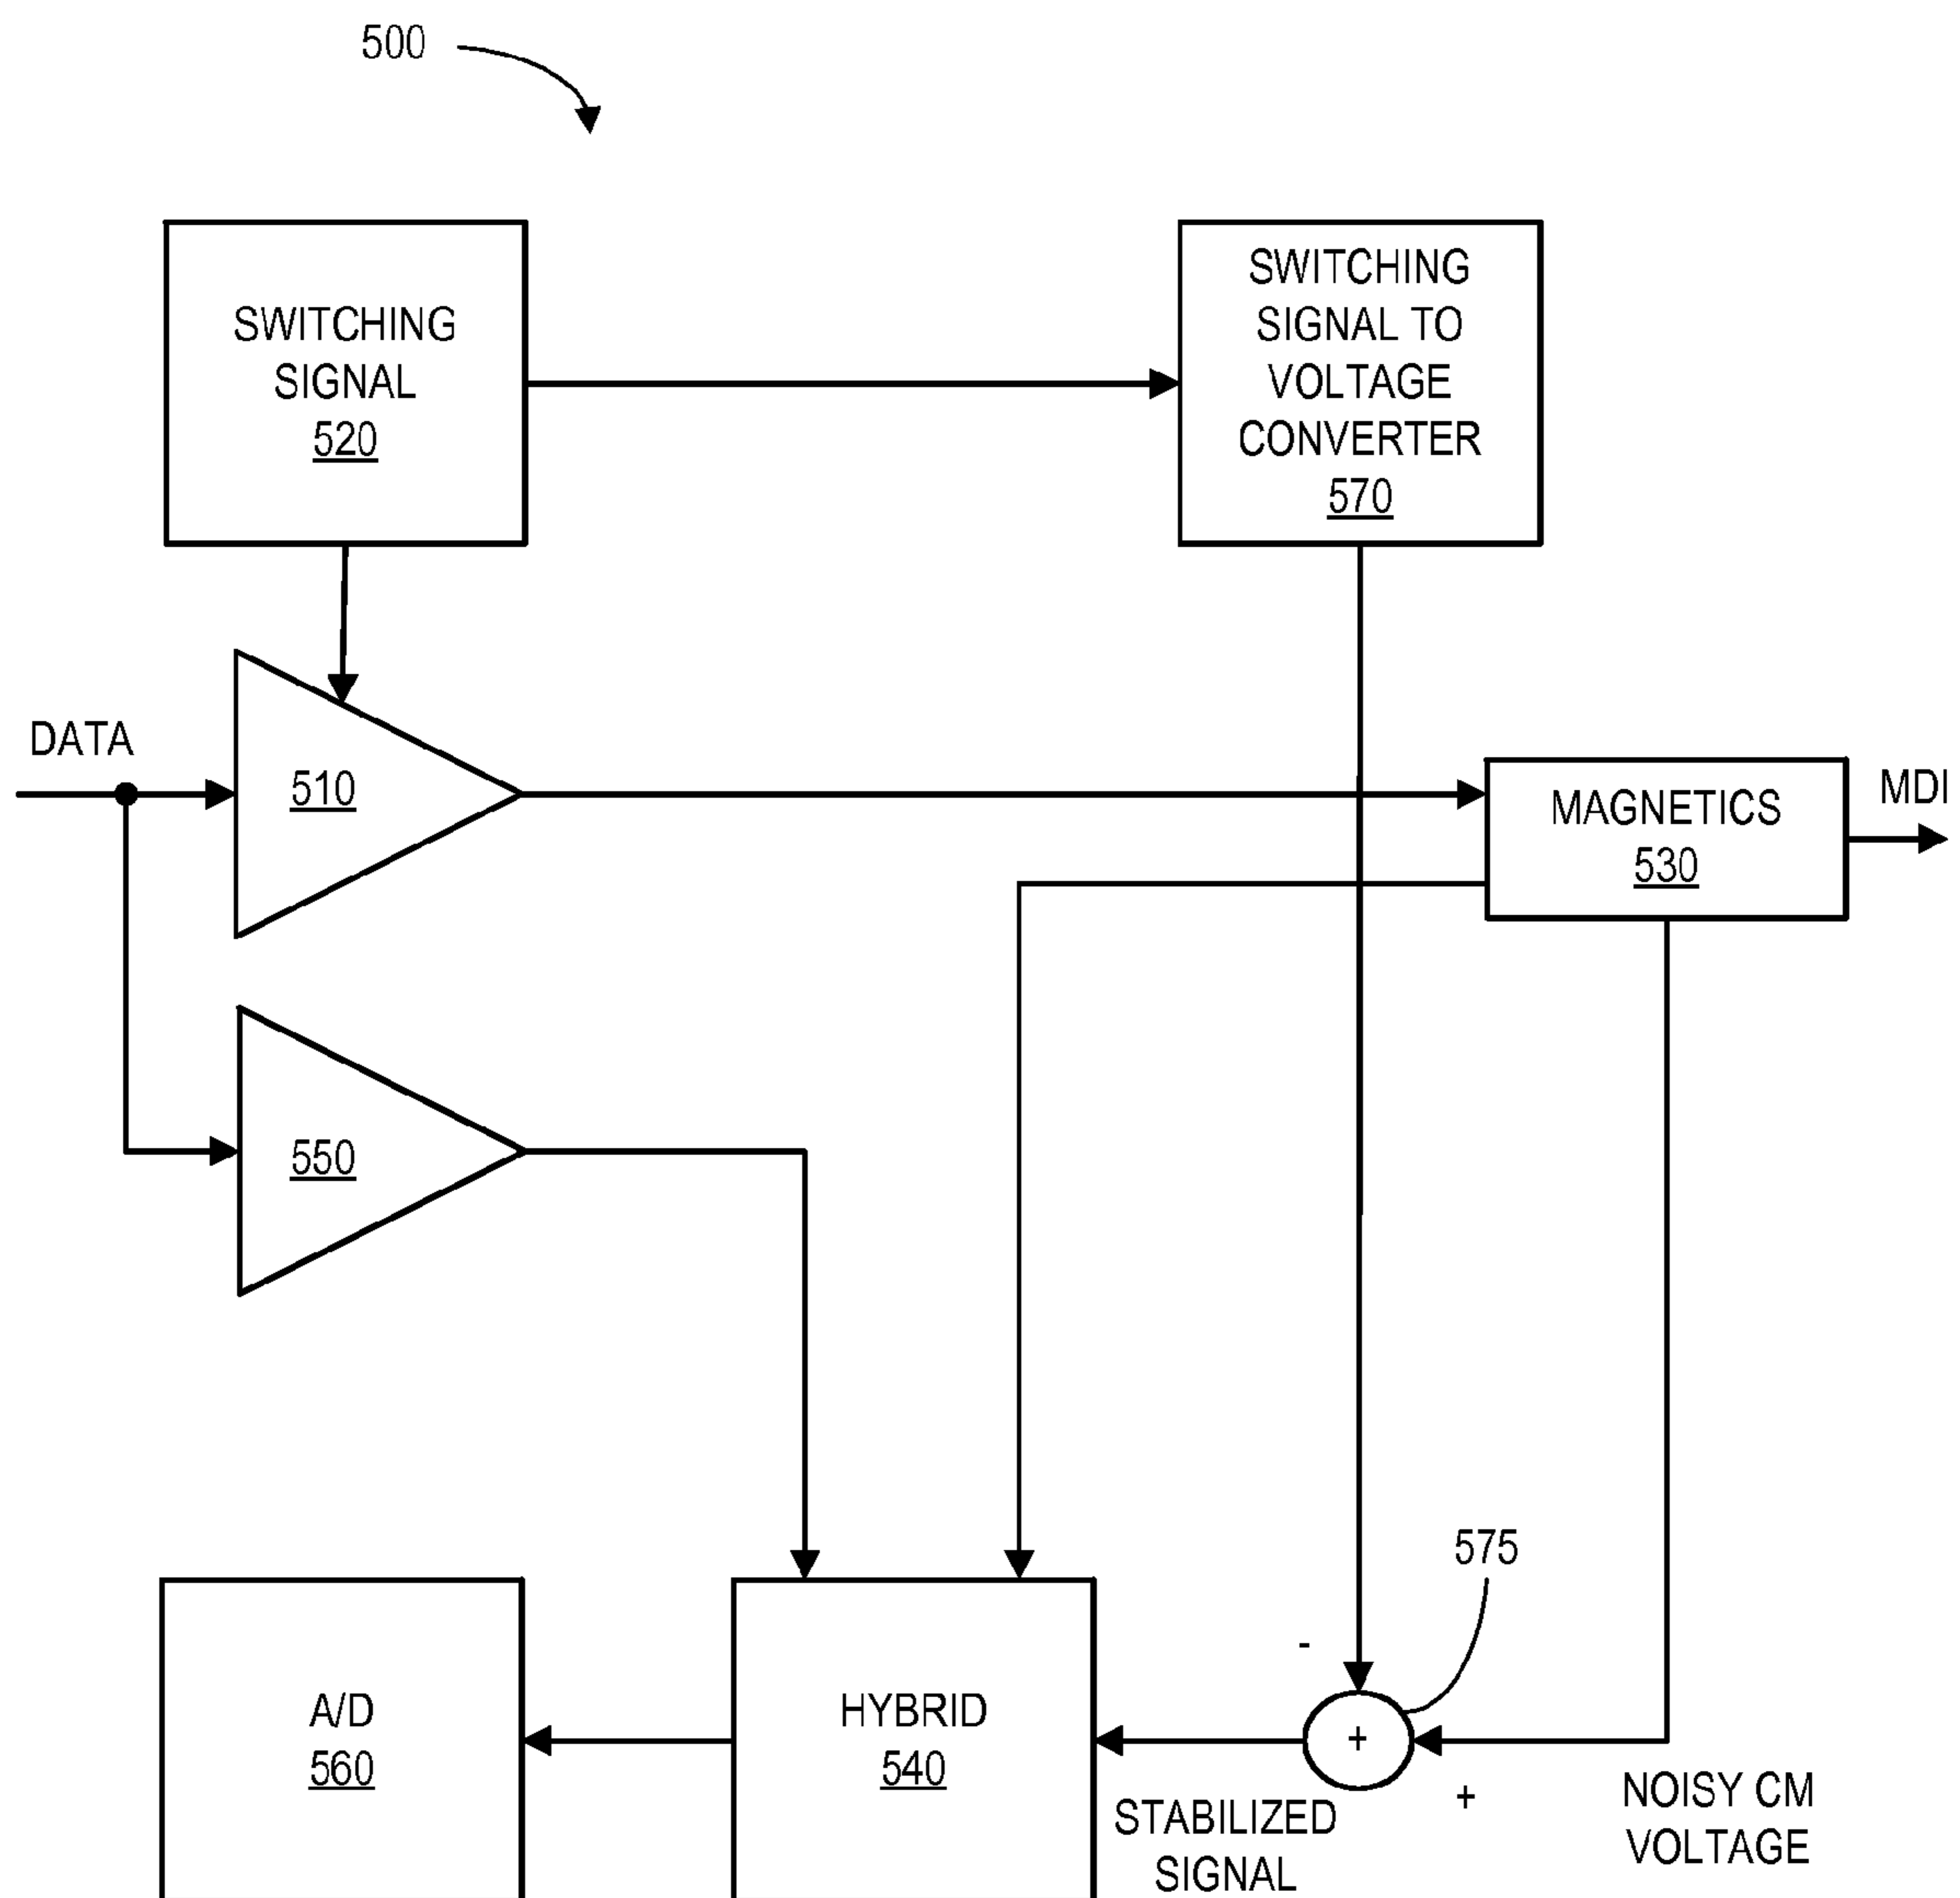 500
SWITCHING
SIGNAL
520
SWITCHING
SIGNAL TO
VOLTAGE
CONVERTER
570
DATA
510
MAGNETICS
530
MDI
550
575
-
A/D
560
HYBRID
540
+
+
STABILIZED
SIGNAL
NOISY CM
VOLTAGE